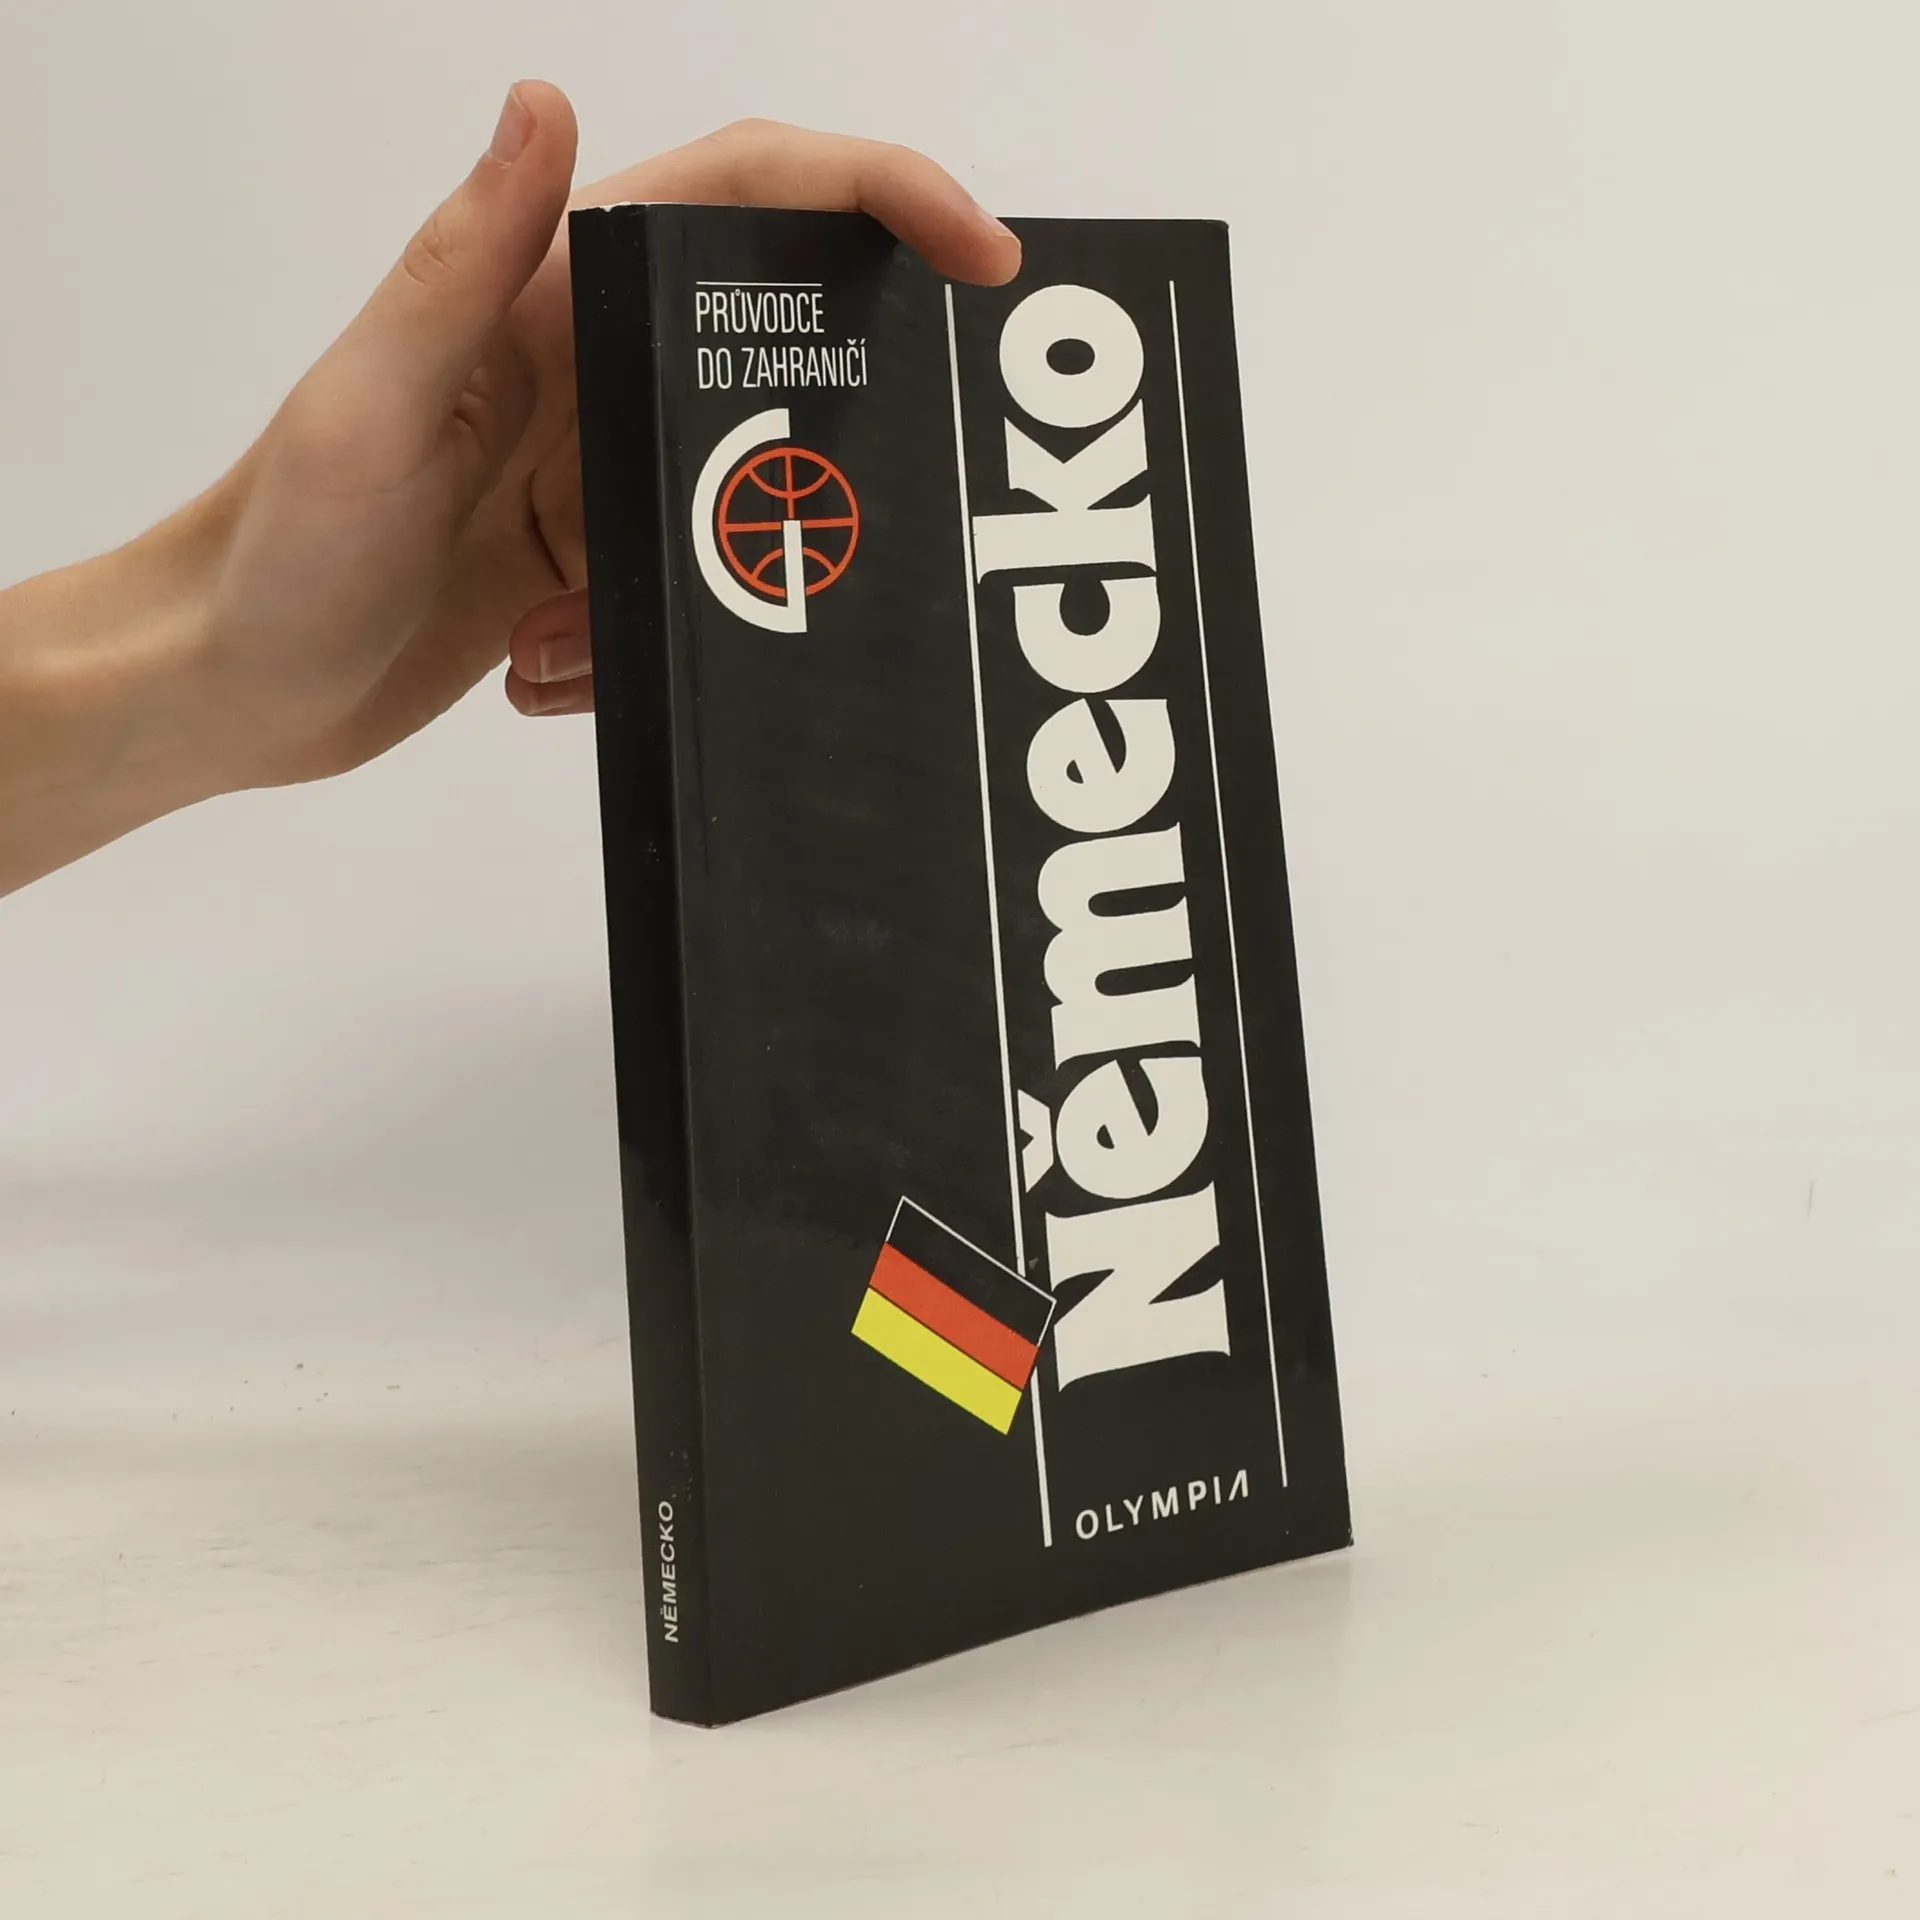 PRŮVODCE
DO ZAHRANIČÍ
Německo
OLYMPIA
NĚMECKO